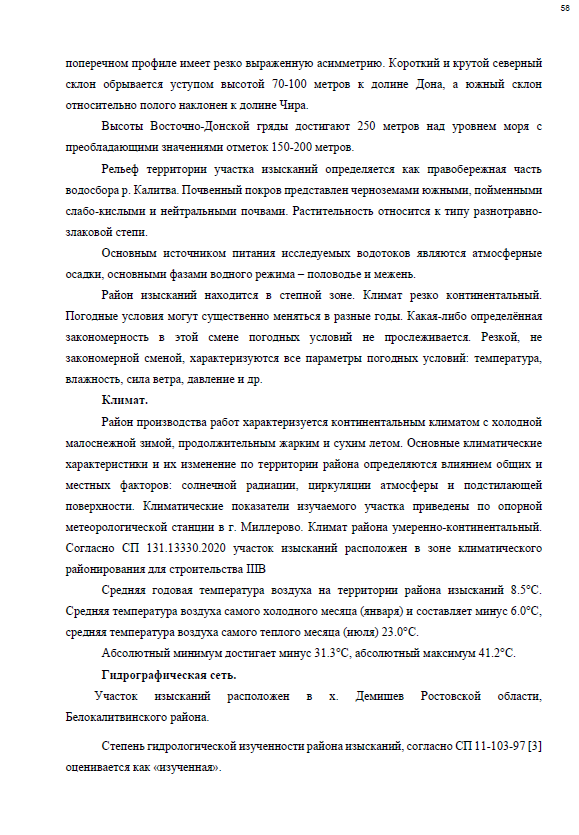 58
поперечном профиле имеет резко выраженную асимметрию. Короткий и крутой северный
склон обрывается уступом высотой 70-100 метров к долине Дона, а южный склон
относительно полого наклонен к долине Чира.
Высоты Восточно-Донской гряды достигают 250 метров над уровнем моря с
преобладающими значениями отметок 150-200 метров.
Рельеф территории участка изысканий определяется как правобережная часть
водосбора р. Калитва. Почвенный покров представлен черноземами южными, пойменными
слабо-кислыми и нейтральными почвами. Растительность относится к типу разнотравно-
злаковой степи.
Основным источником питания исследуемых водотоков являются атмосферные
осадки, основными фазами водного режима – половодье и межень.
Район изысканий находится в степной зоне. Климат резко континентальный.
Погодные условия могут существенно меняться в разные годы. Какая-либо определённая
закономерность в этой смене погодных условий не прослеживается. Резкой, не
закономерной сменой, характеризуются все параметры погодных условий: температура,
влажность, сила ветра, давление и др.
Климат.
Район производства работ характеризуется континентальным климатом с холодной
малоснежной зимой, продолжительным жарким и сухим летом. Основные климатические
характеристики и их изменение по территории района определяются влиянием общих и
местных факторов: солнечной радиации, циркуляции атмосферы и подстилающей
поверхности. Климатические показатели изучаемого участка приведены по опорной
метеорологической станции в г. Миллерово. Климат района умеренно-континентальный.
Согласно СП 131.13330.2020 участок изысканий расположен в зоне климатического
районирования для строительства IIIВ
Средняя годовая температура воздуха на территории района изысканий 8.5°С.
Средняя температура воздуха самого холодного месяца (января) и составляет минус 6.0°С,
средняя температура воздуха самого теплого месяца (июля) 23.0°С.
Абсолютный минимум достигает минус 31.3°С, абсолютный максимум 41.2°С.
Гидрографическая сеть.
Участок изысканий расположен в х. Демишев Ростовской области,
Белокалитвинского района.
Степень гидрологической изученности района изысканий, согласно СП 11-103-97 [3]
оценивается как «изученная».